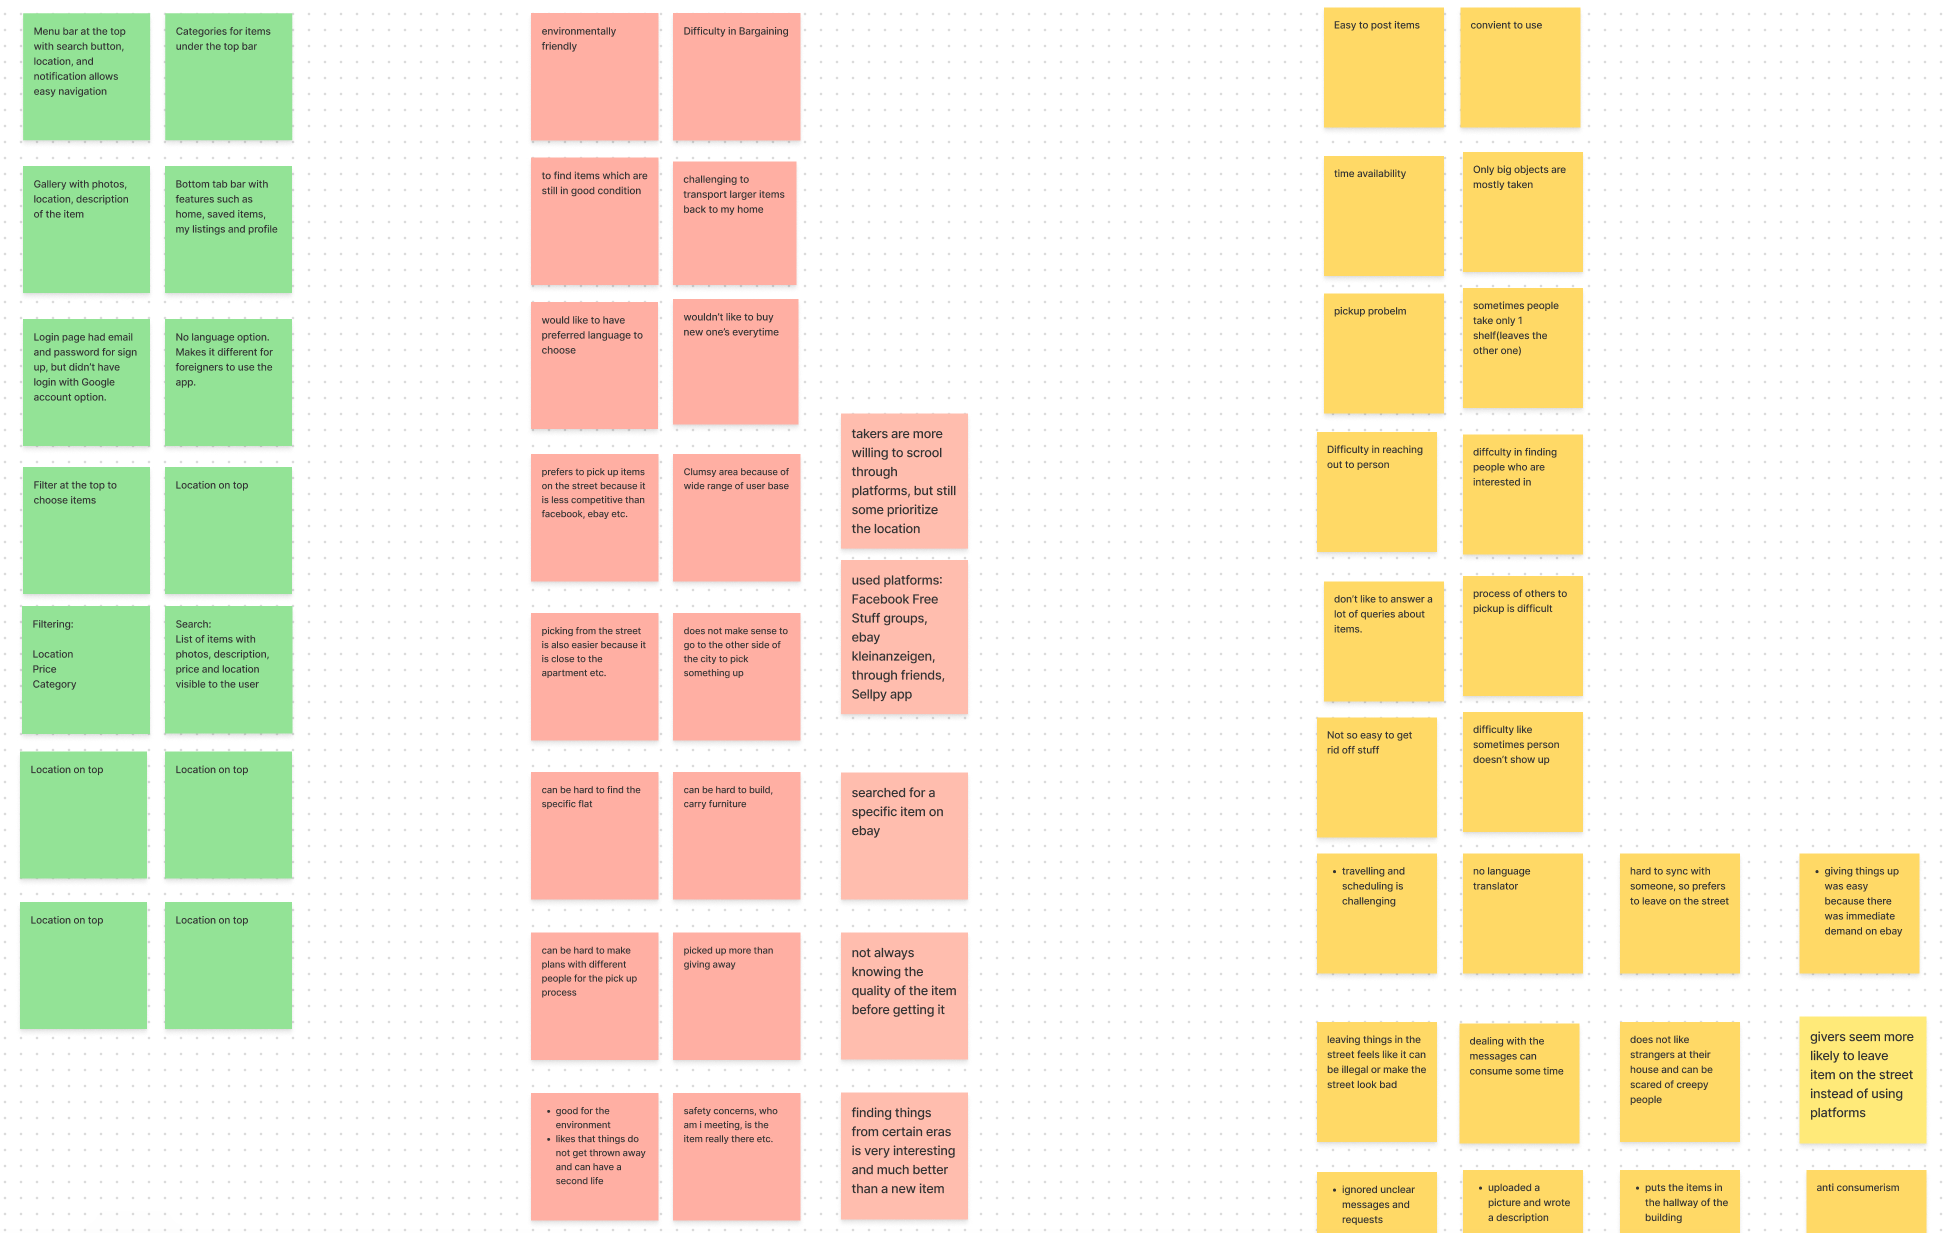 Menu bar at the top
with search button,
location, and
notification allows
easy navigation
Categories for items
under the top bar
Gallery with photos,
location, description
of the item
Bottom tab bar with
features such as
home, saved items,
my listings and profile
Login page had email
and password for sign
up, but didn't have
login with Google
account option.
No language option.
Makes it different for
foreigners to use the
app.
Filter at the top to
choose items
Location on top
Filtering:
Location
Price
Category
Search:
List of items with
photos, description,
price and location
visible to the user
Location on top
Location on top
Location on top
Location on top
environmentally
friendly
Difficulty in Bargaining
to find items which are
still in good condition
challenging to
transport larger items
back to my home
would like to have
preferred language to
choose
wouldn't like to buy
new one's everytime
prefers to pick up items
on the street because it
is less competitive than
facebook, ebay etc.
Clumsy area because of
wide range of user base
takers are more
willing to scrool
through
platforms, but still
some prioritize
the location
picking from the street
is also easier because it
is close to the
apartment etc.
does not make sense to
go to the other side of
the city to pick
something up
used platforms:
Facebook Free
Stuff groups,
ebay
kleinanzeigen,
through friends,
Sellpy app
can be hard to find the
specific flat
can be hard to build,
carry furniture
searched for a
specific item on
ebay
can be hard to make
plans with different
people for the pick up
process
picked up more than
giving away
not always
knowing the
quality of the item
before getting it
• good for the
environment
• likes that things do
not get thrown away
and can have a
second life
safety concerns, who
am i meeting, is the
item really there etc.
finding things
from certain eras
is very interesting
and much better
than a new item
Easy to post items
convient to use
time availability
Only big objects are
mostly taken
pickup probelm
sometimes people
take only 1
shelf(leaves the
other one)
Difficulty in reaching
out to person
diffculty in finding
people who are
interested in
don't like to answer a
lot of queries about
items.
process of others to
pickup is difficult
Not so easy to get
rid off stuff
difficulty like
sometimes person
doesn't show up
• travelling and
scheduling is
challenging
no language
translator
hard to sync with
someone, so prefers
to leave on the street
• giving things up
was easy
because there
was immediate
demand on ebay
leaving things in the
street feels like it can
be illegal or make the
street look bad
dealing with the
messages can
consume some time
does not like
strangers at their
house and can be
scared of creepy
people
givers seem more
likely to leave
item on the street
instead of using
platforms
• ignored unclear
messages and
requests
• uploaded a
picture and wrote
a description
• puts the items in
the hallway of the
building
anti consumerism